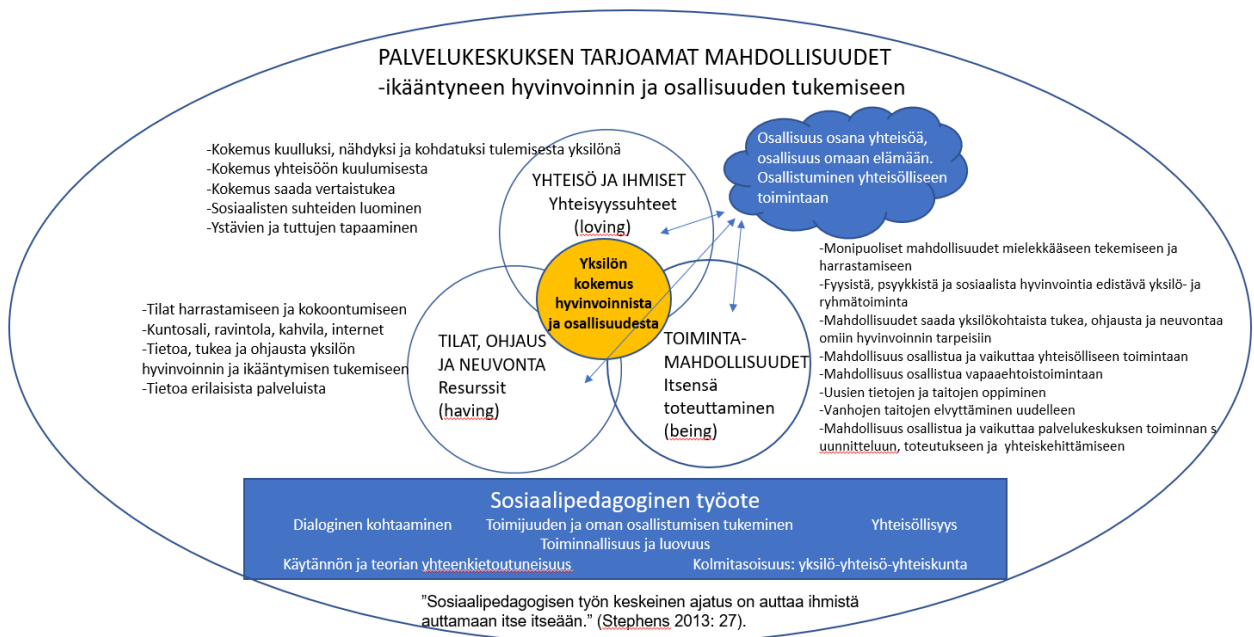 PALVELUKESKUKSEN TARJOAMAT MAHDOLLISUUDET
-ikääntyneen hyvinvoinnin ja osallisuuden tukemiseen
-Kokemus kuulluksi, nähdyksi ja kohdatuksi tulemisesta yksilönä
-Kokemus yhteisöön kuulumisesta
-Kokemus saada vertaistukea
-Sosiaalisten suhteiden luominen
-Ystävien ja tuttujen tapaaminen
YHTEISÖ JA IHMISET
Yhteisyyssuhteet
(loving)
Osallisuus osana yhteisöä,
osallisuus omaan elämään.
Osallistuminen yhteisölliseen
toimintaan
Yksilön
kokemus
hyvinvoinnista
ja osallisuudesta
-Tilat harrastamiseen ja kokoontumiseen
-Kuntosali, ravintola, kahvila, internet
-Tietoa, tukea ja ohjausta yksilön
hyvinvoinnin ja ikääntymisen tukemiseen
-Tietoa erilaisista palveluista
TILAT, OHJAUS
JA NEUVONTA
Resurssit
(having)
TOIMINTA-
MAHDOLLISUUDET
Itsensä
toteuttaminen
(being)
-Monipuoliset mahdollisuudet mielekkääseen tekemiseen ja
harrastamiseen
-Fyysistä, psyykkistä ja sosiaalista hyvinvointia edistävä yksilö- ja
ryhmätoiminta
-Mahdollisuudet saada yksilökohtaista tukea, ohjausta ja neuvontaa
omiin hyvinvoinnin tarpeisiin
-Mahdollisuus osallistua ja vaikuttaa yhteisölliseen toimintaan
-Mahdollisuus osallistua vapaaehtoistoimintaan
-Uusien tietojen ja taitojen oppiminen
-Vanhojen taitojen elvyttäminen uudelleen
-Mahdollisuus osallistua ja vaikuttaa palvelukeskuksen toiminnan s
uunnitteluun, toteutukseen ja yhteiskehittämiseen
Sosiaalipedagoginen työote
Dialoginen kohtaaminen Toimijuuden ja oman osallistumisen tukeminen Yhteisöllisyys
Toiminnallisuus ja luovuus
Käytännön ja teorian yhteenkietoutuneisuus Kolmitasoisuus: yksilö-yhteisö-yhteiskunta
”Sosiaalipedagogisen työn keskeinen ajatus on auttaa ihmistä
auttamaan itse itseään.” (Stephens 2013: 27).